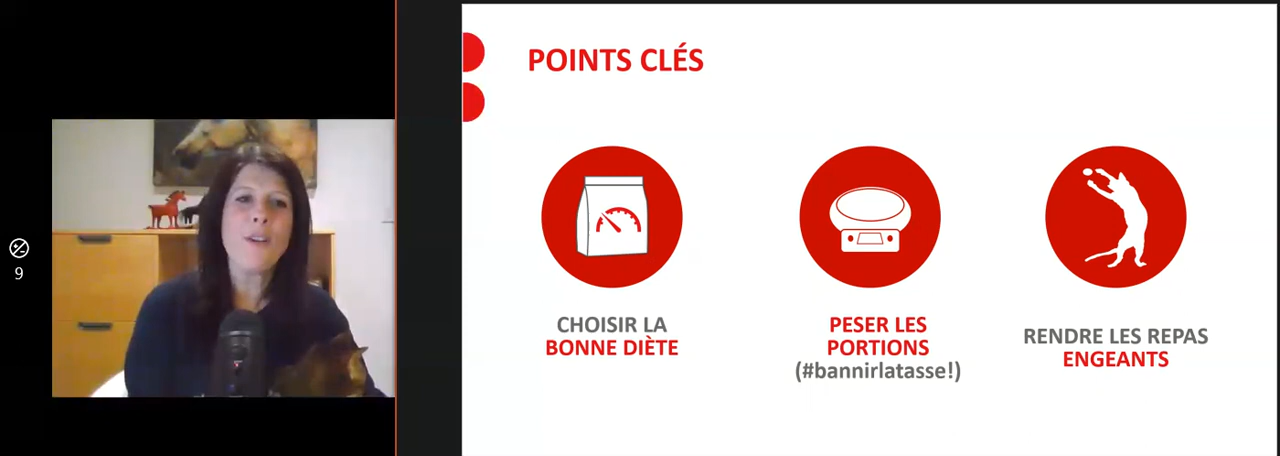 9
POINTS CLÉS
CHOISIR LA
BONNE DIÈTE
PESER LES
PORTIONS
(#bannirlatasse!)
RENDRE LES REPAS
ENGEANTS